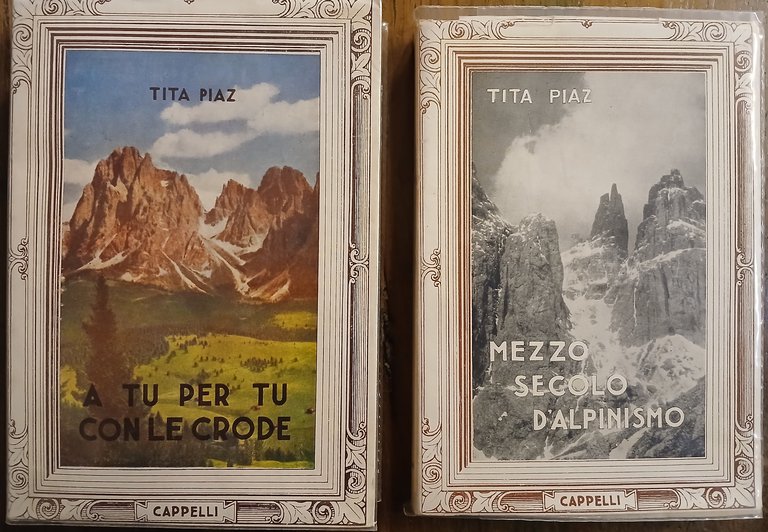 TITA PIAZ
A TU PER TU
CON LE CRODE
CAPPELLI
TITA PIAZ
MEZZO
SECOLO
D'ALPINISMO
CAPPELLI